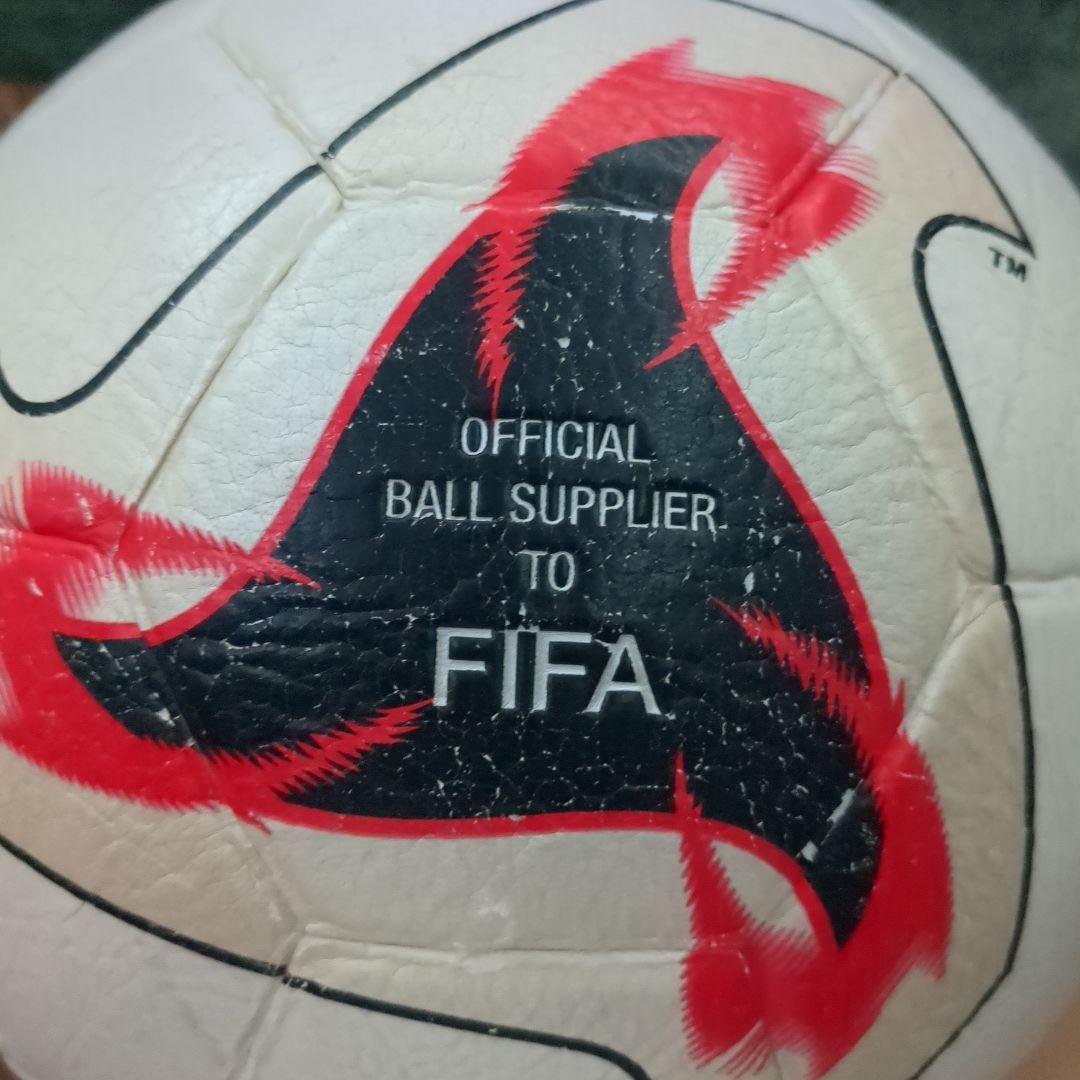 TM
OFFICIAL
BALL SUPPLIER
TO
FIFA